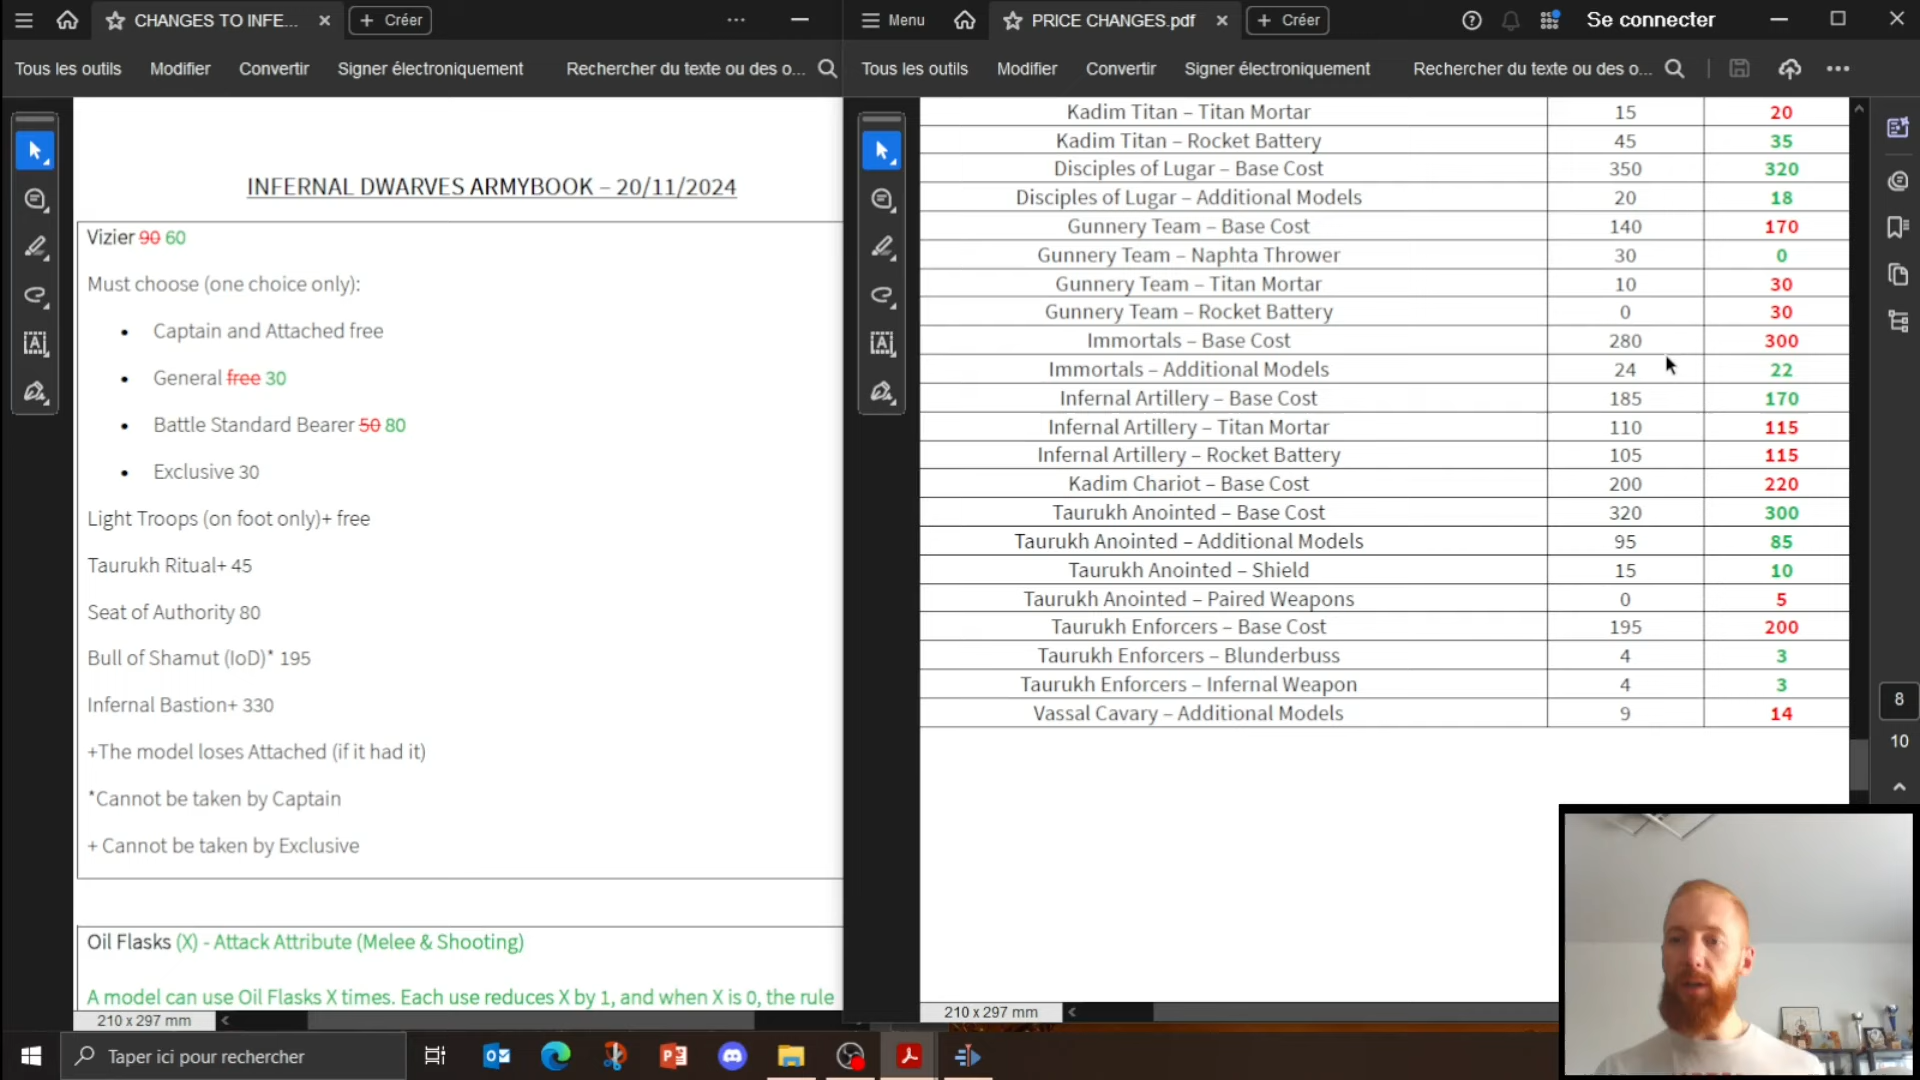 CHANGES TO INFE...
Créer
Menu
PRICE CHANGES.pdf
Créer
Se connecter
Tous les outils
Modifier
Convertir
Signer électroniquement
Rechercher du texte ou des o...
Tous les outils
Modifier
Convertir
Signer électroniquement
Rechercher du texte ou des o...
INFERNAL DWARVES ARMYBOOK – 20/11/2024
Vizier 90 60
Must choose (one choice only):
• Captain and Attached free
• General free 30
• Battle Standard Bearer 50 80
• Exclusive 30
Light Troops (on foot only)+ free
Taurukh Ritual+ 45
Seat of Authority 80
Bull of Shamut (IoD)* 195
Infernal Bastion+ 330
+The model loses Attached (if it had it)
*Cannot be taken by Captain
+ Cannot be taken by Exclusive
Oil Flasks (X) - Attack Attribute (Melee & Shooting)
A model can use Oil Flasks X times. Each use reduces X by 1, and when X is 0, the rule
210 x 297 mm
Kadim Titan – Titan Mortar 15 20
Kadim Titan – Rocket Battery 45 35
Disciples of Lugar – Base Cost 350 320
Disciples of Lugar – Additional Models 20 18
Gunnery Team – Base Cost 140 170
Gunnery Team – Naphta Thrower 30 0
Gunnery Team – Titan Mortar 10 30
Gunnery Team – Rocket Battery 0 30
Immortals – Base Cost 280 300
Immortals – Additional Models 24 22
Infernal Artillery – Base Cost 185 170
Infernal Artillery – Titan Mortar 110 115
Infernal Artillery – Rocket Battery 105 115
Kadim Chariot – Base Cost 200 220
Taurukh Anointed – Base Cost 320 300
Taurukh Anointed – Additional Models 95 85
Taurukh Anointed – Shield 15 10
Taurukh Anointed – Paired Weapons 0 5
Taurukh Enforcers – Base Cost 195 200
Taurukh Enforcers – Blunderbuss 4 3
Taurukh Enforcers – Infernal Weapon 4 3
Vassal Cavary – Additional Models 9 14
8
10
210 x 297 mm
Taper ici pour rechercher